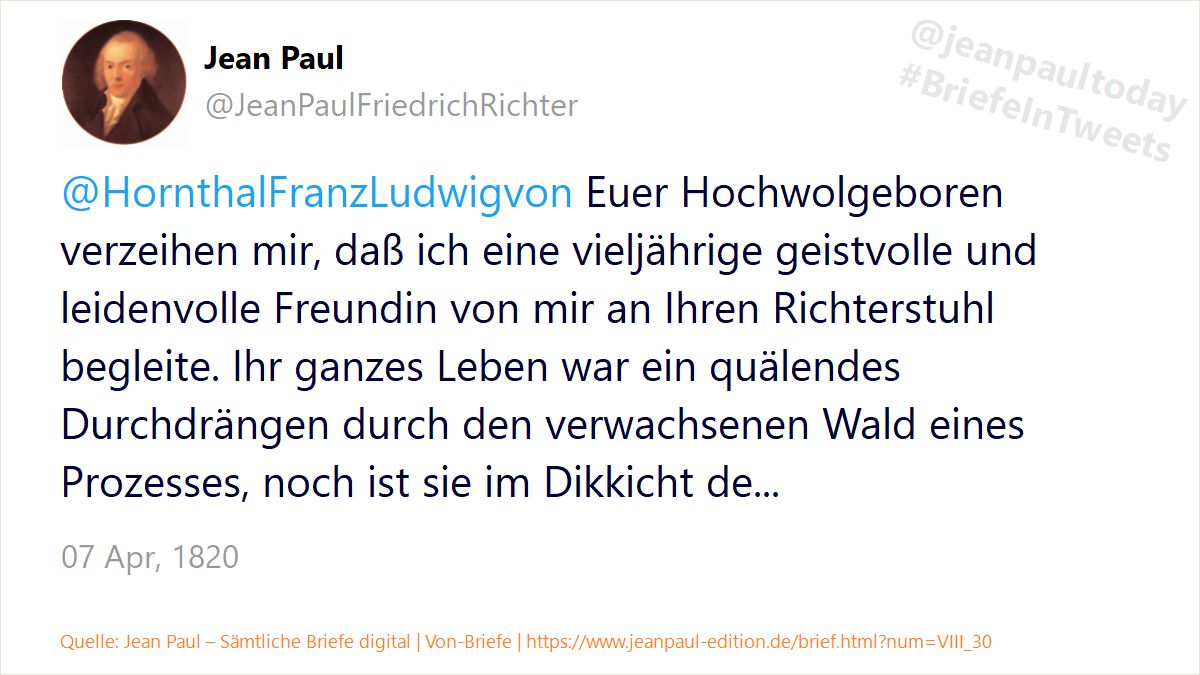 Jean Paul
@JeanPaulFriedrichRichter
@jeanpaultoday
#BriefeInTweets
@HornthalFranzLudwigvon Euer Hochwolgeboren
verzeihen mir, daß ich eine vieljährige geistvolle und
leidenvolle Freundin von mir an Ihren Richterstuhl
begleite. Ihr ganzes Leben war ein quälendes
Durchdrängen durch den verwachsenen Wald eines
Prozesses, noch ist sie im Dikkicht de...
07 Apr, 1820
Quelle: Jean Paul – Sämtliche Briefe digital | Von-Briefe | https://www.jeanpaul-edition.de/brief.html?num=VIII_30